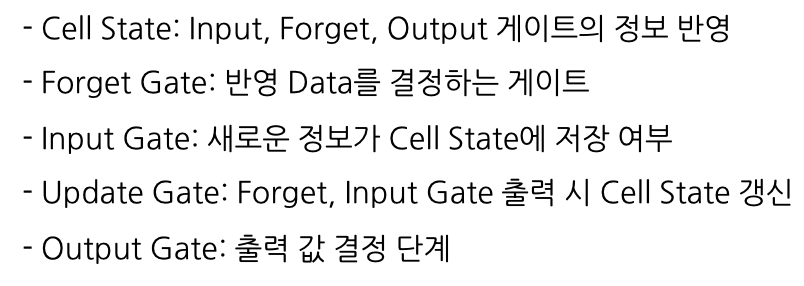 - Cell State: Input, Forget, Output 게이트의 정보 반영
- Forget Gate: 반영 Data를 결정하는 게이트
- Input Gate: 새로운 정보가 Cell State에 저장 여부
- Update Gate: Forget, Input Gate 출력 시 Cell State 갱신
- Output Gate: 출력 값 결정 단계